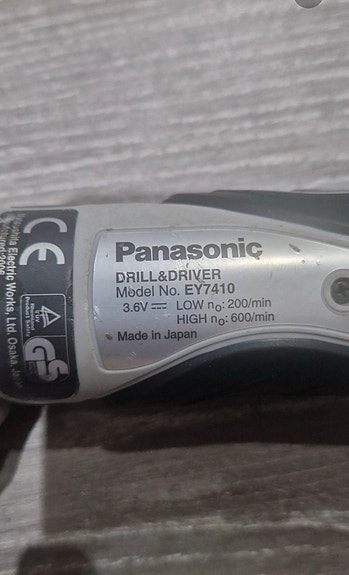 Panasonic
DRILL&DRIVER
Model No. EY7410
3.6V ⎓ LOW n₀: 200/min
HIGH n₀: 600/min
Made in Japan
CE
GS
Electric Works, Ltd. Osaka, Japan